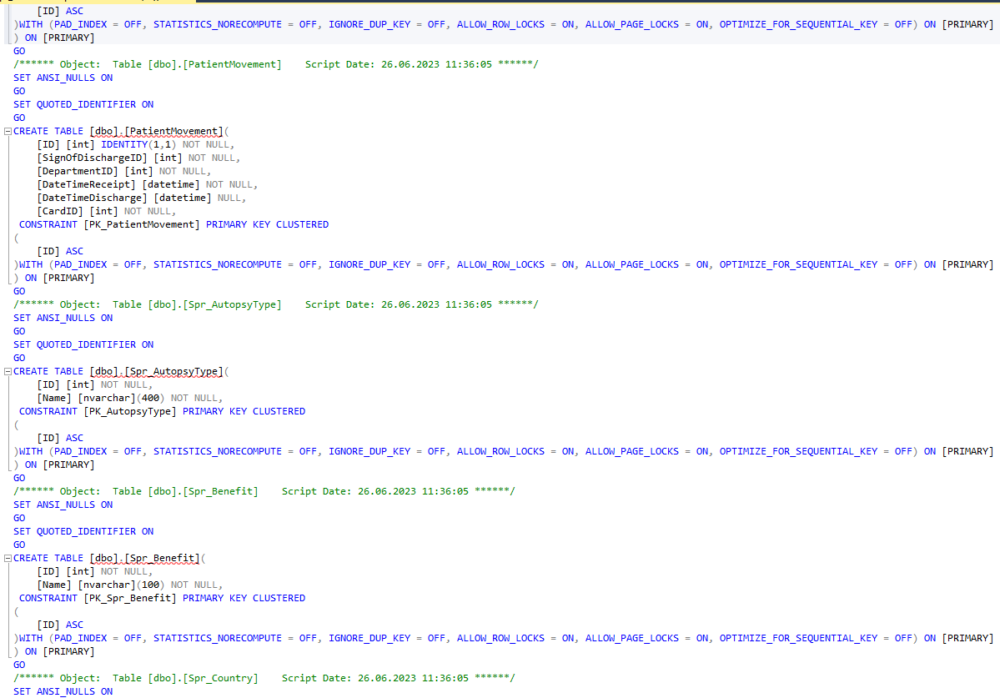 [ID] ASC
)WITH (PAD_INDEX = OFF, STATISTICS_NORECOMPUTE = OFF, IGNORE_DUP_KEY = OFF, ALLOW_ROW_LOCKS = ON, ALLOW_PAGE_LOCKS = ON, OPTIMIZE_FOR_SEQUENTIAL_KEY = OFF) ON [PRIMARY]
) ON [PRIMARY]
GO
/****** Object:  Table [dbo].[PatientMovement]    Script Date: 26.06.2023 11:36:05 ******/
SET ANSI_NULLS ON
GO
SET QUOTED_IDENTIFIER ON
GO
CREATE TABLE [dbo].[PatientMovement](
    [ID] [int] IDENTITY(1,1) NOT NULL,
    [SignOfDischargeID] [int] NOT NULL,
    [DepartmentID] [int] NOT NULL,
    [DateTimeReceipt] [datetime] NOT NULL,
    [DateTimeDischarge] [datetime] NULL,
    [CardID] [int] NOT NULL,
 CONSTRAINT [PK_PatientMovement] PRIMARY KEY CLUSTERED
(
    [ID] ASC
)WITH (PAD_INDEX = OFF, STATISTICS_NORECOMPUTE = OFF, IGNORE_DUP_KEY = OFF, ALLOW_ROW_LOCKS = ON, ALLOW_PAGE_LOCKS = ON, OPTIMIZE_FOR_SEQUENTIAL_KEY = OFF) ON [PRIMARY]
) ON [PRIMARY]
GO
/****** Object:  Table [dbo].[Spr_AutopsyType]    Script Date: 26.06.2023 11:36:05 ******/
SET ANSI_NULLS ON
GO
SET QUOTED_IDENTIFIER ON
GO
CREATE TABLE [dbo].[Spr_AutopsyType](
    [ID] [int] NOT NULL,
    [Name] [nvarchar](400) NOT NULL,
 CONSTRAINT [PK_AutopsyType] PRIMARY KEY CLUSTERED
(
    [ID] ASC
)WITH (PAD_INDEX = OFF, STATISTICS_NORECOMPUTE = OFF, IGNORE_DUP_KEY = OFF, ALLOW_ROW_LOCKS = ON, ALLOW_PAGE_LOCKS = ON, OPTIMIZE_FOR_SEQUENTIAL_KEY = OFF) ON [PRIMARY]
) ON [PRIMARY]
GO
/****** Object:  Table [dbo].[Spr_Benefit]    Script Date: 26.06.2023 11:36:05 ******/
SET ANSI_NULLS ON
GO
SET QUOTED_IDENTIFIER ON
GO
CREATE TABLE [dbo].[Spr_Benefit](
    [ID] [int] NOT NULL,
    [Name] [nvarchar](100) NOT NULL,
 CONSTRAINT [PK_Spr_Benefit] PRIMARY KEY CLUSTERED
(
    [ID] ASC
)WITH (PAD_INDEX = OFF, STATISTICS_NORECOMPUTE = OFF, IGNORE_DUP_KEY = OFF, ALLOW_ROW_LOCKS = ON, ALLOW_PAGE_LOCKS = ON, OPTIMIZE_FOR_SEQUENTIAL_KEY = OFF) ON [PRIMARY]
) ON [PRIMARY]
GO
/****** Object:  Table [dbo].[Spr_Country]    Script Date: 26.06.2023 11:36:05 ******/
SET ANSI_NULLS ON